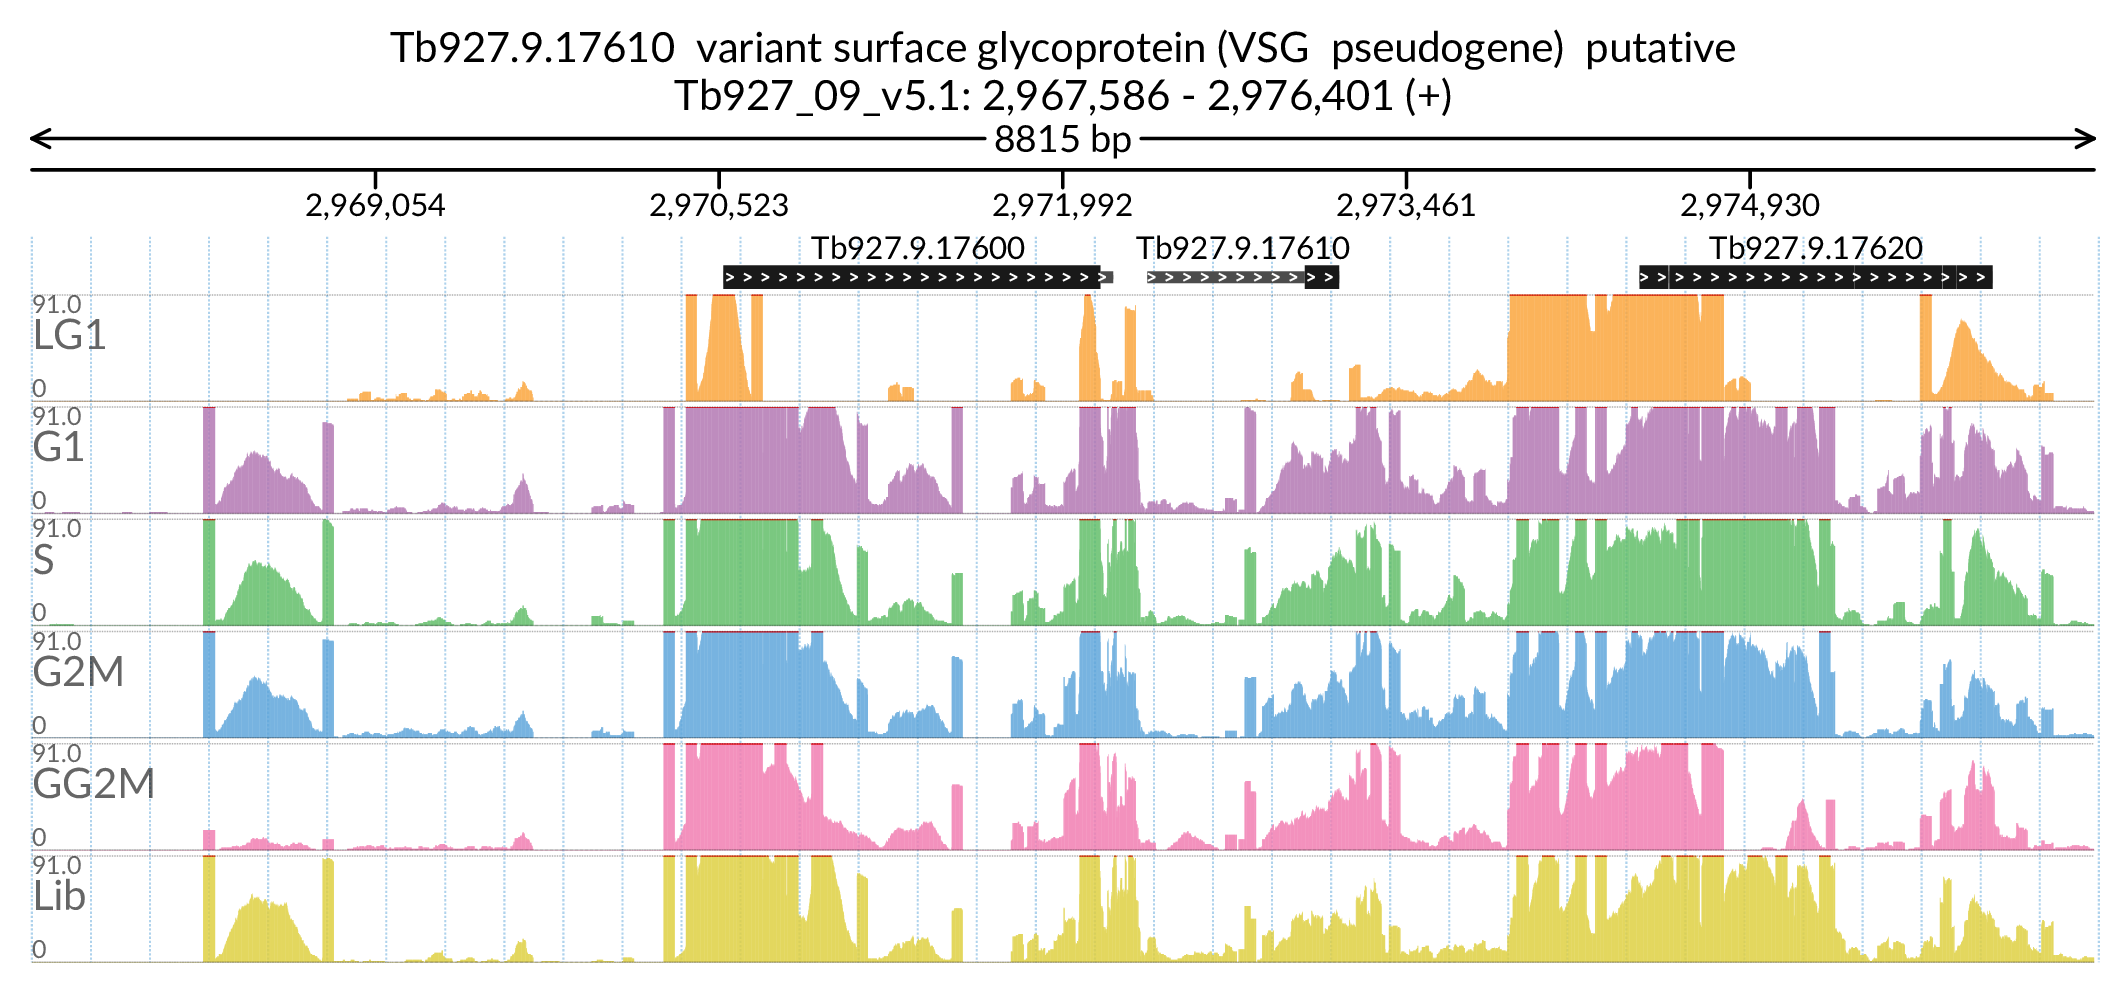 Tb927.9.17610  variant surface glycoprotein (VSG  pseudogene)  putative
Tb927_09_v5.1: 2,967,586 - 2,976,401 (+)
8815 bp
2,969,054 2,970,523 2,971,992 2,973,461 2,974,930
Tb927.9.17600 Tb927.9.17610 Tb927.9.17620
91.0
LG1
0
91.0
G1
0
91.0
S
0
91.0
G2M
0
91.0
GG2M
0
91.0
Lib
0